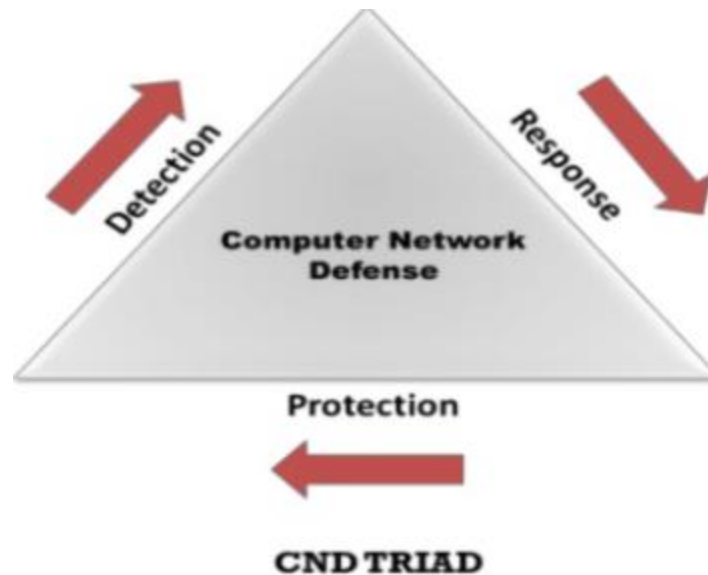 Detection
Response
Computer Network
Defense
Protection
CND TRIAD